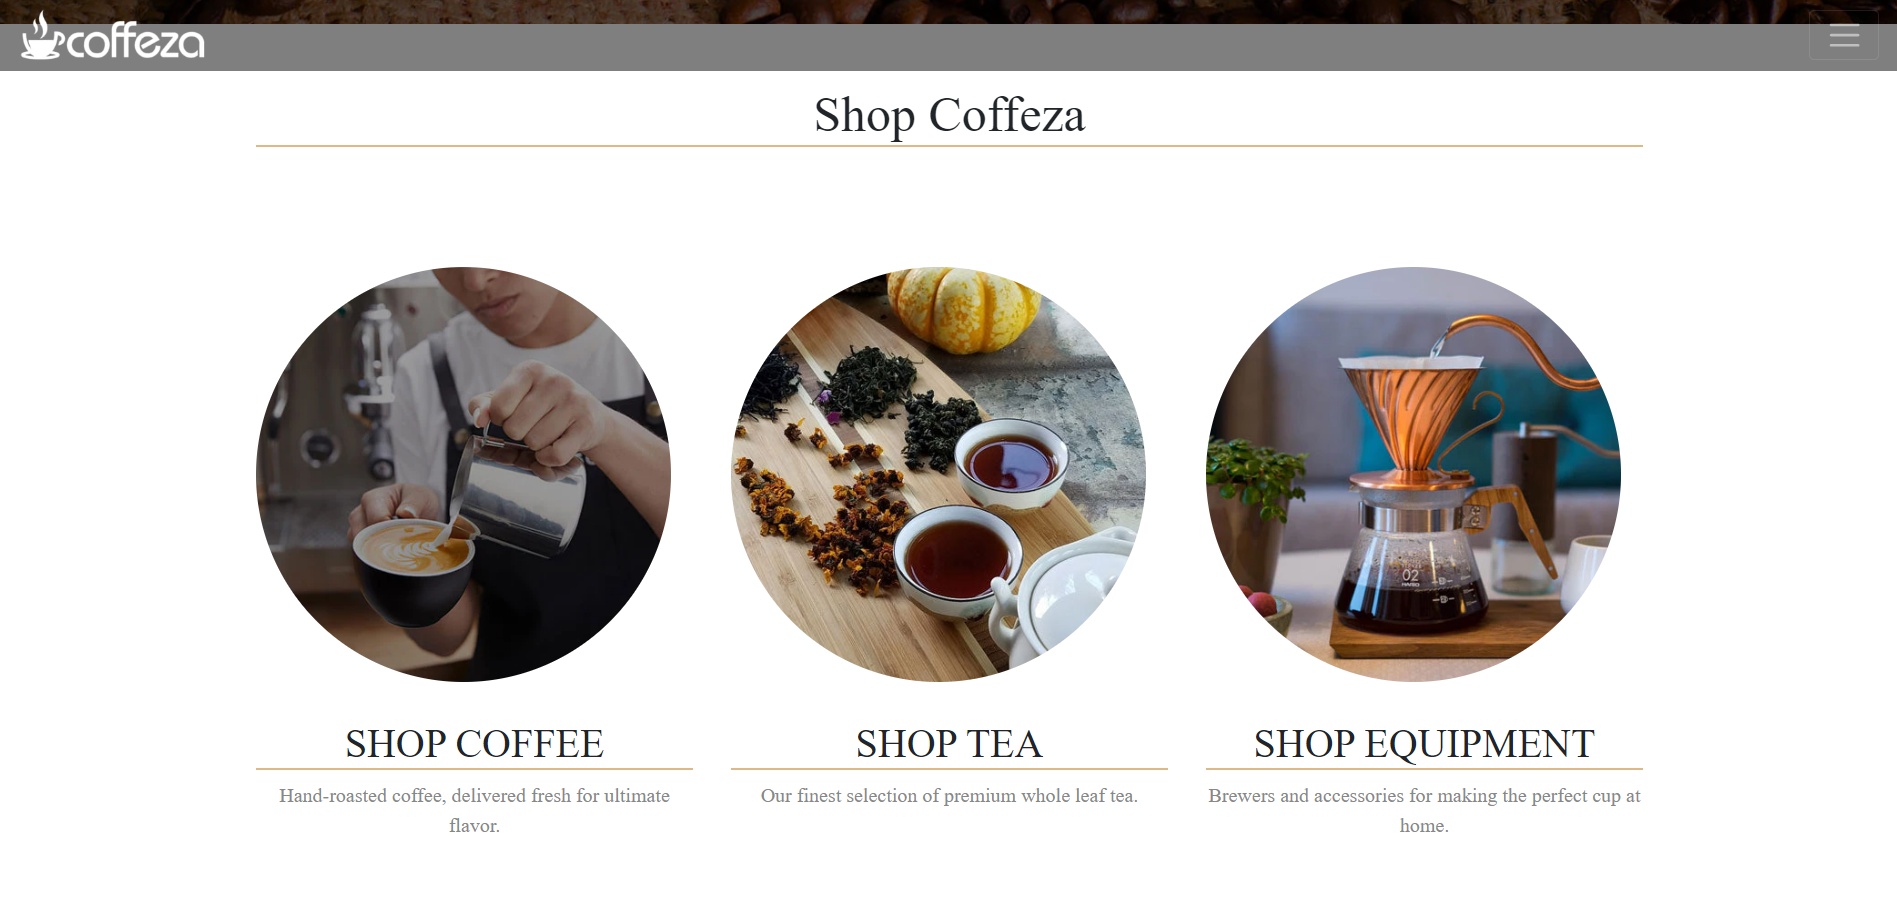 coffeza
Shop Coffeza
02
HARIO
SHOP COFFEE
SHOP TEA
SHOP EQUIPMENT
Hand-roasted coffee, delivered fresh for ultimate
flavor.
Our finest selection of premium whole leaf tea.
Brewers and accessories for making the perfect cup at
home.